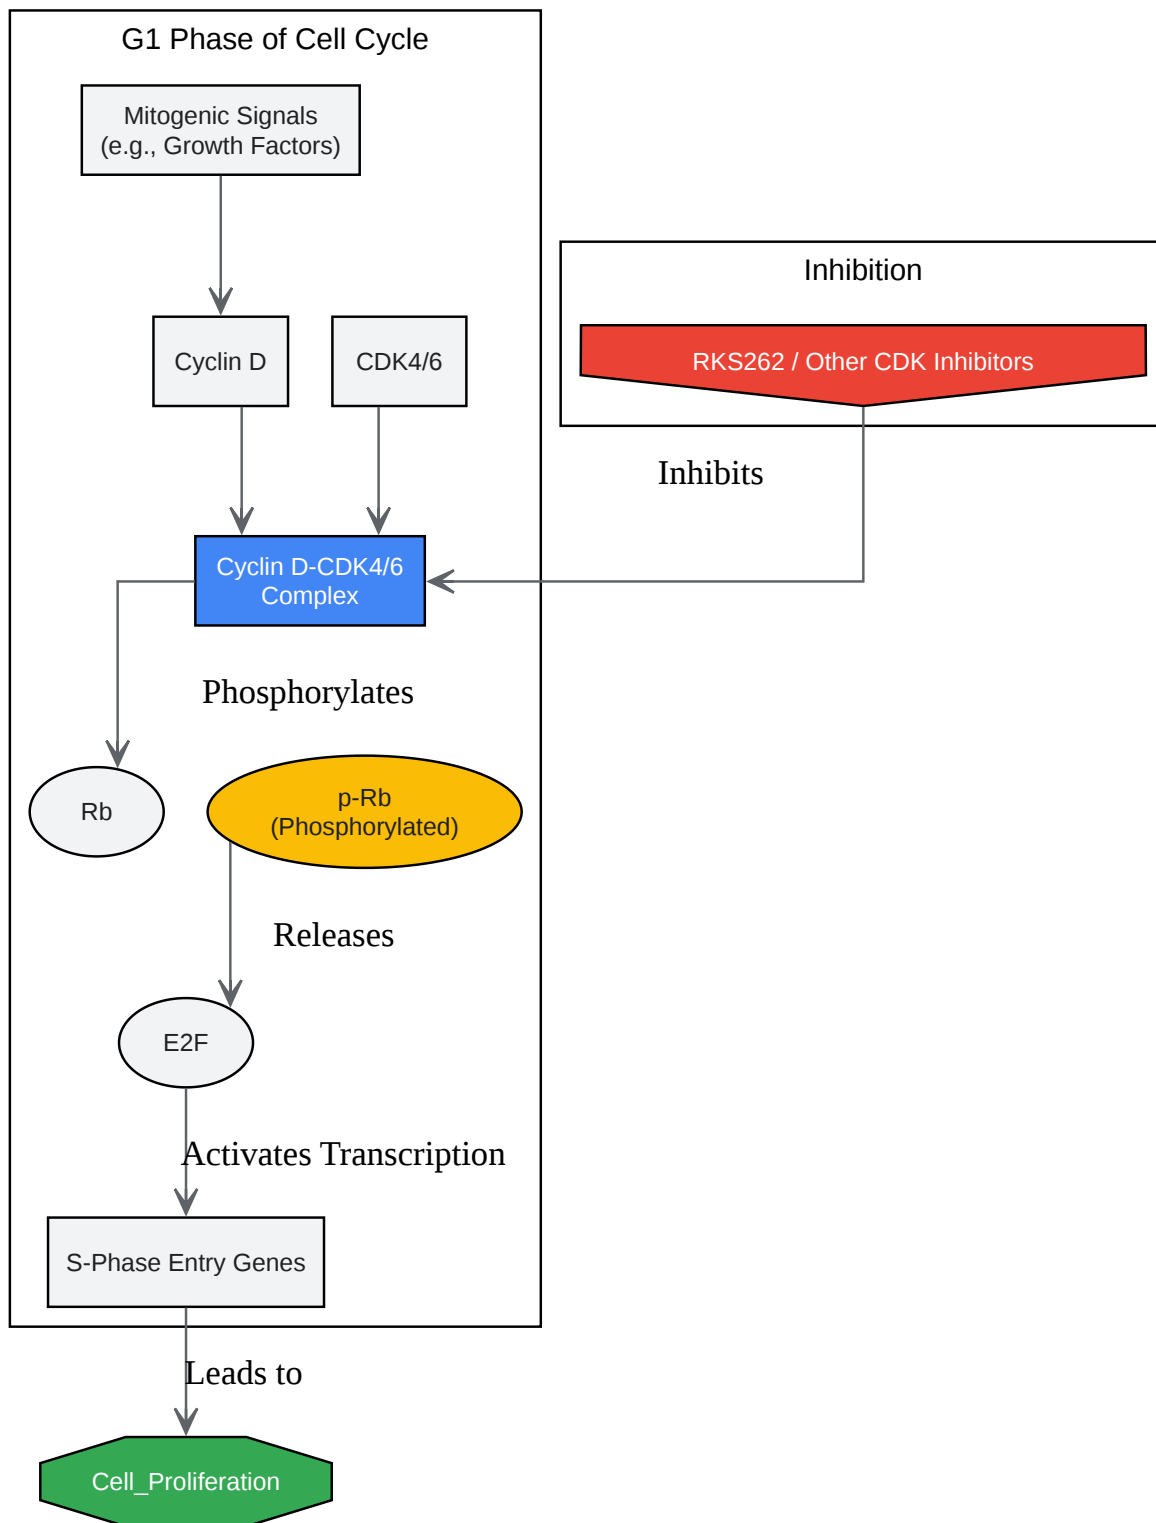 G1 Phase of Cell Cycle
Mitogenic Signals
(e.g., Growth Factors)
Inhibition
Cyclin D
CDK4/6
RKS262 / Other CDK Inhibitors
Inhibits
Cyclin D-CDK4/6
Complex
Phosphorylates
Rb
p-Rb
(Phosphorylated)
Releases
E2F
Activates Transcription
S-Phase Entry Genes
Leads to
Cell_Proliferation